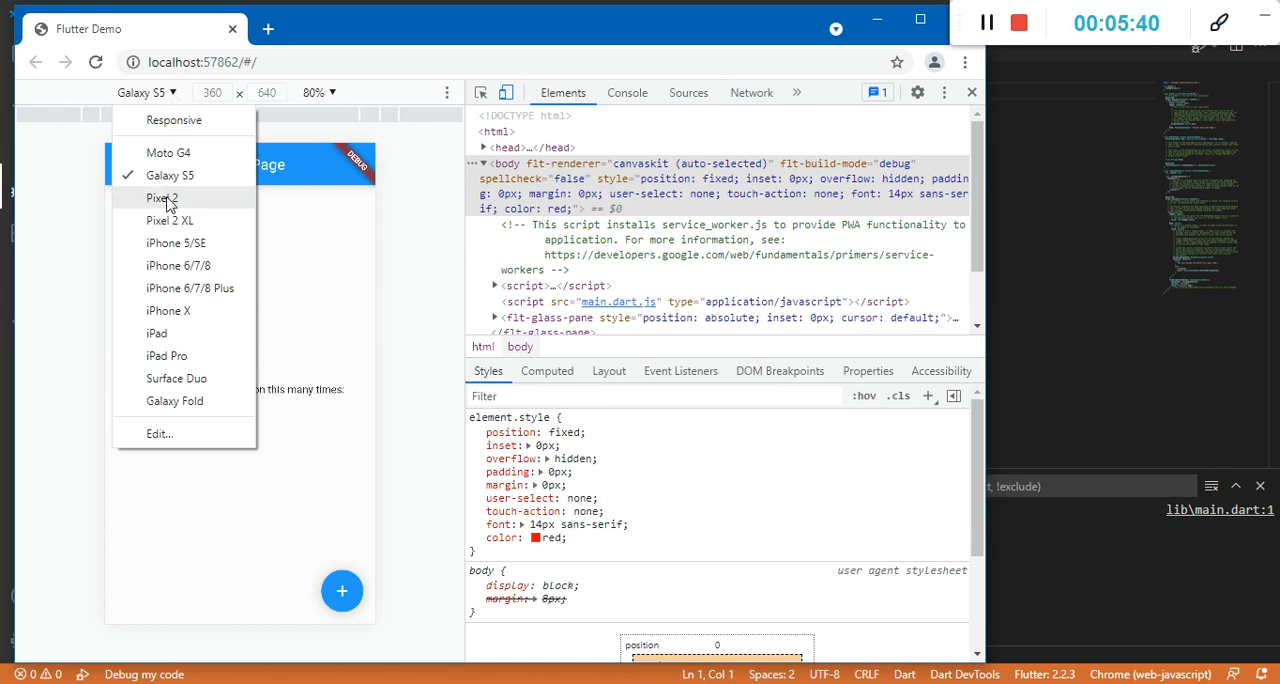 Flutter Demo
00:05:40
localhost:57862/#/
Galaxy S5 ▼ 360 × 640 80% ▼
Elements Console Sources Network » 1
Responsive
Moto G4
Galaxy S5
Pixel 2
Pixel 2 XL
iPhone 5/SE
iPhone 6/7/8
iPhone 6/7/8 Plus
iPhone X
iPad
iPad Pro
Surface Duo
Galaxy Fold
Edit...
Page
DEBUG
on this many times:
+
<!DOCTYPE html>
<html>
▶<head>…</head>
…▼<body flt-renderer="canvaskit (auto-selected)" flt-build-mode="debug"
spellcheck="false" style="position: fixed; inset: 0px; overflow: hidden; paddin
g: 0px; margin: 0px; user-select: none; touch-action: none; font: 14px sans-ser
if; color: red;"> == $0
<!-- This script installs service_worker.js to provide PWA functionality to
application. For more information, see:
https://developers.google.com/web/fundamentals/primers/service-
workers -->
▶<script>…</script>
<script src="main.dart.js" type="application/javascript"></script>
▶<flt-glass-pane style="position: absolute; inset: 0px; cursor: default;">…
</flt-glass-pane>
html body
Styles Computed Layout Event Listeners DOM Breakpoints Properties Accessibility
Filter :hov .cls +
element.style {
position: fixed;
inset:▶ 0px;
overflow:▶ hidden;
padding:▶ 0px;
margin:▶ 0px;
user-select: none;
touch-action: none;
font:▶ 14px sans-serif;
color: red;
}
body { user agent stylesheet
display: block;
margin:▶ 8px;
}
position 0
t, !exclude)
lib\main.dart:1
0 0 Debug my code Ln 1, Col 1 Spaces: 2 UTF-8 CRLF Dart Dart DevTools Flutter: 2.2.3 Chrome (web-javascript)